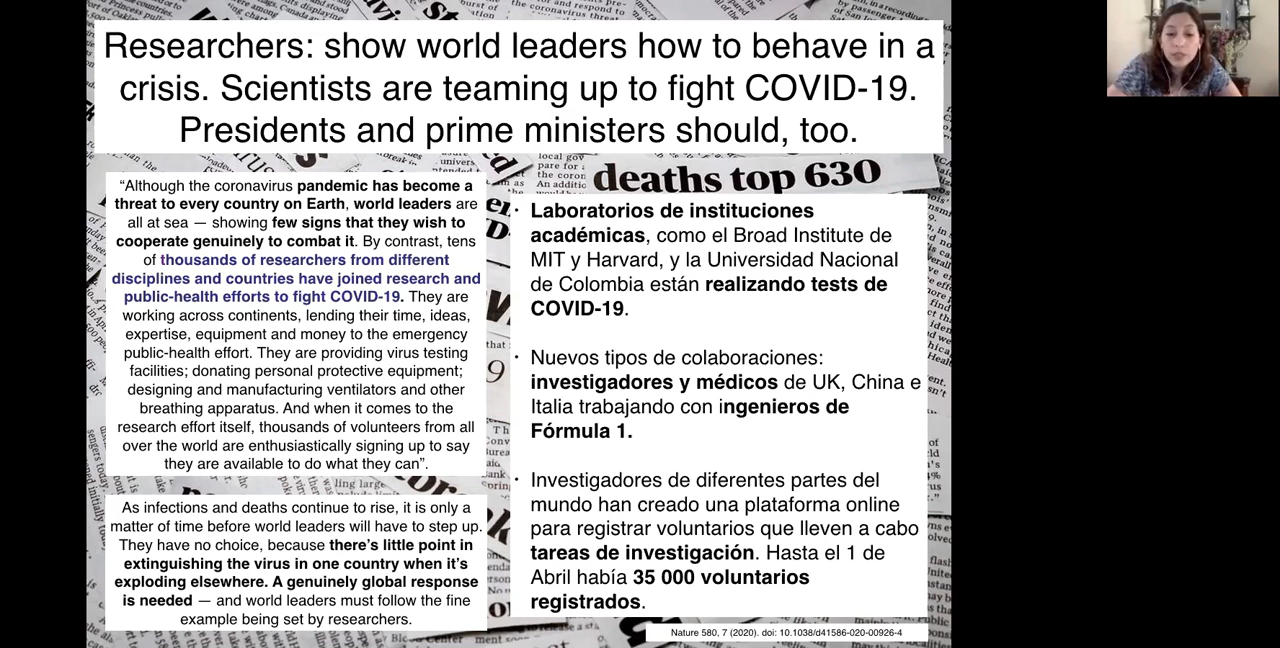 Researchers: show world leaders how to behave in a
crisis. Scientists are teaming up to fight COVID-19.
Presidents and prime ministers should, too.
deaths top 630
“Although the coronavirus pandemic has become a
threat to every country on Earth, world leaders are
all at sea — showing few signs that they wish to
cooperate genuinely to combat it. By contrast, tens
of thousands of researchers from different
disciplines and countries have joined research and
public-health efforts to fight COVID-19. They are
working across continents, lending their time, ideas,
expertise, equipment and money to the emergency
public-health effort. They are providing virus testing
facilities; donating personal protective equipment;
designing and manufacturing ventilators and other
breathing apparatus. And when it comes to the
research effort itself, thousands of volunteers from all
over the world are enthusiastically signing up to say
they are available to do what they can”.
As infections and deaths continue to rise, it is only a
matter of time before world leaders will have to step up.
They have no choice, because there’s little point in
extinguishing the virus in one country when it’s
exploding elsewhere. A genuinely global response
is needed — and world leaders must follow the fine
example being set by researchers.
· Laboratorios de instituciones
académicas, como el Broad Institute de
MIT y Harvard, y la Universidad Nacional
de Colombia están realizando tests de
COVID-19.
· Nuevos tipos de colaboraciones:
investigadores y médicos de UK, China e
Italia trabajando con ingenieros de
Fórmula 1.
· Investigadores de diferentes partes del
mundo han creado una plataforma online
para registrar voluntarios que lleven a cabo
tareas de investigación. Hasta el 1 de
Abril había 35 000 voluntarios
registrados.
Nature 580, 7 (2020). doi: 10.1038/d41586-020-00926-4